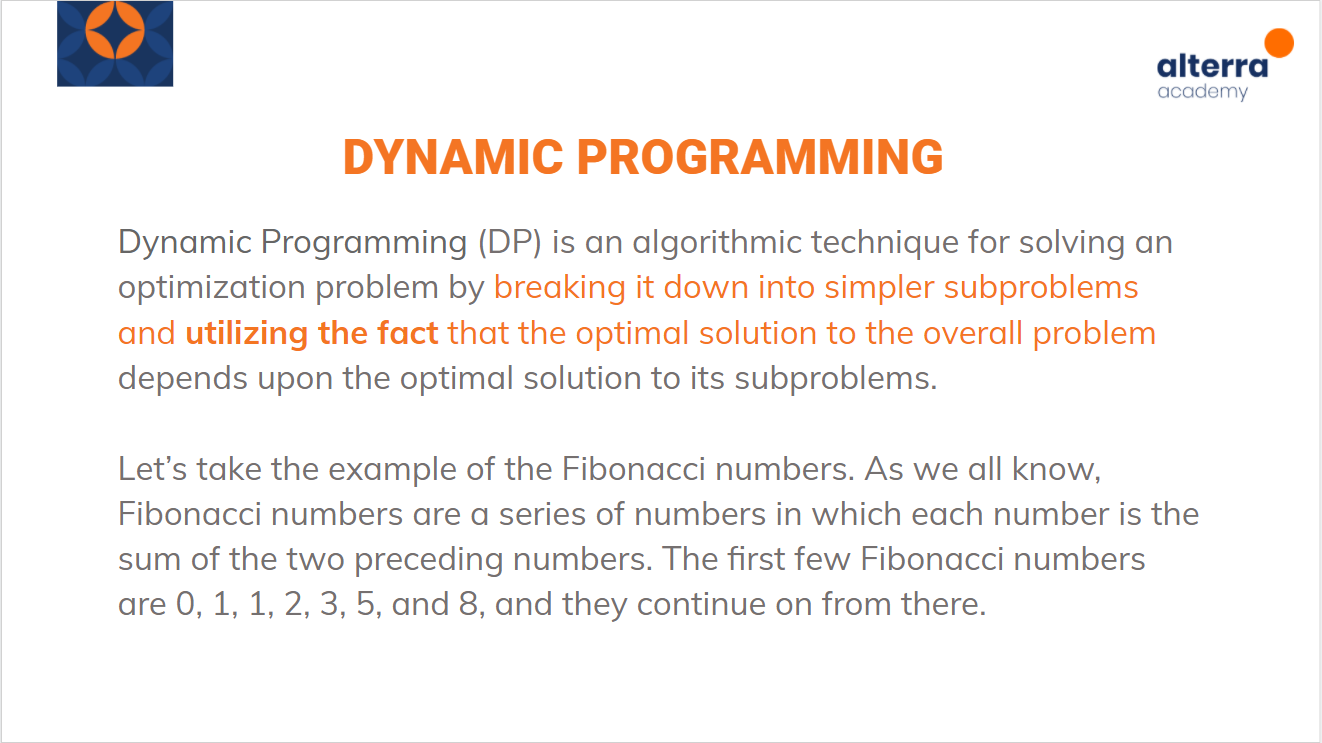 alterra
academy
DYNAMIC PROGRAMMING
Dynamic Programming (DP) is an algorithmic technique for solving an
optimization problem by breaking it down into simpler subproblems
and utilizing the fact that the optimal solution to the overall problem
depends upon the optimal solution to its subproblems.
Let’s take the example of the Fibonacci numbers. As we all know,
Fibonacci numbers are a series of numbers in which each number is the
sum of the two preceding numbers. The first few Fibonacci numbers
are 0, 1, 1, 2, 3, 5, and 8, and they continue on from there.